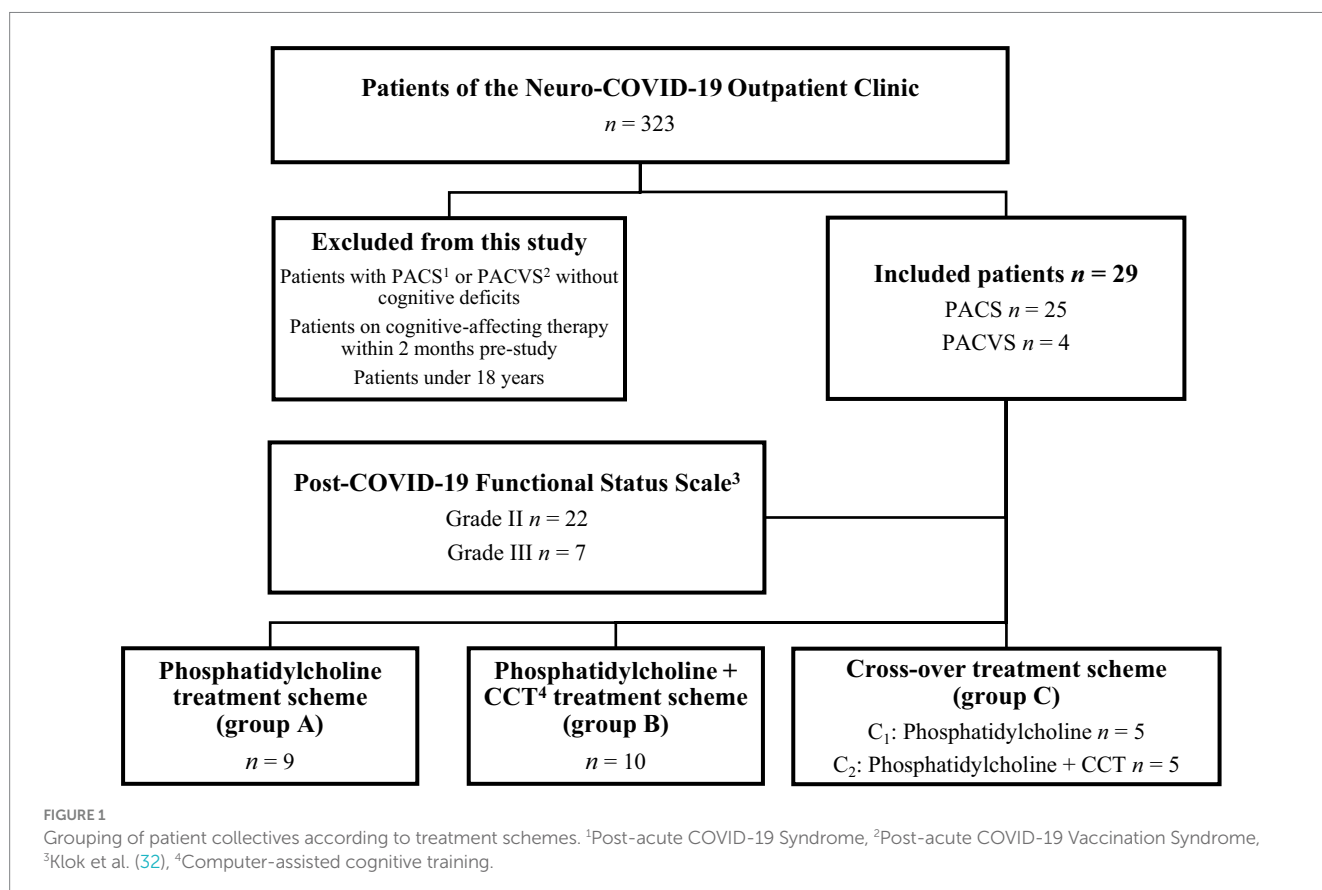 Patients of the Neuro-COVID-19 Outpatient Clinic
n = 323
Excluded from this study
Patients with PACS¹ or PACVS² without
cognitive deficits
Patients on cognitive-affecting therapy
within 2 months pre-study
Patients under 18 years
Included patients n = 29
PACS n = 25
PACVS n = 4
Post-COVID-19 Functional Status Scale³
Grade II n = 22
Grade III n = 7
Phosphatidylcholine
treatment scheme
(group A)
n = 9
Phosphatidylcholine +
CCT⁴ treatment scheme
(group B)
n = 10
Cross-over treatment scheme
(group C)
C₁: Phosphatidylcholine n = 5
C₂: Phosphatidylcholine + CCT n = 5
FIGURE 1
Grouping of patient collectives according to treatment schemes. ¹Post-acute COVID-19 Syndrome, ²Post-acute COVID-19 Vaccination Syndrome,
³Klok et al. (32), ⁴Computer-assisted cognitive training.